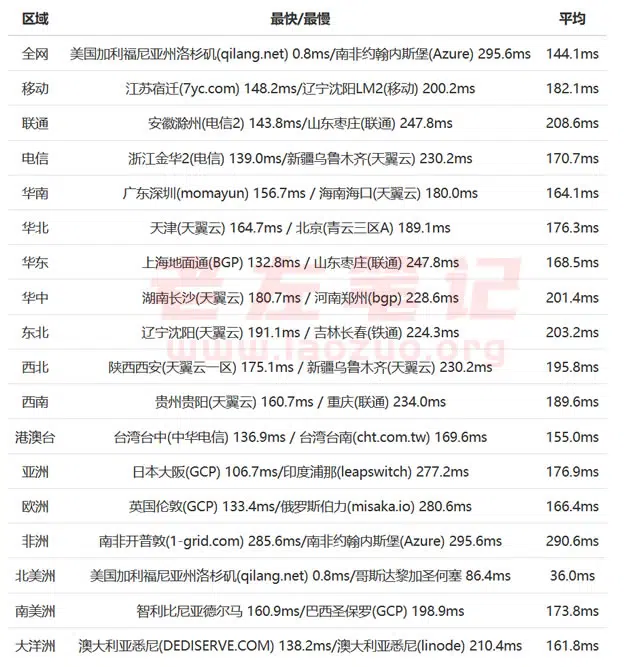 区域 最快/最慢 平均
全网 美国加利福尼亚州洛杉矶(qilang.net) 0.8ms/南非约翰内斯堡(Azure) 295.6ms 144.1ms
移动 江苏宿迁(7yc.com) 148.2ms/辽宁沈阳LM2(移动) 200.2ms 182.1ms
联通 安徽滁州(电信2) 143.8ms/山东枣庄(联通) 247.8ms 208.6ms
电信 浙江金华2(电信) 139.0ms/新疆乌鲁木齐(天翼云) 230.2ms 170.7ms
华南 广东深圳(momayun) 156.7ms / 海南海口(天翼云) 180.0ms 164.1ms
华北 天津(天翼云) 164.7ms / 北京(青云三区A) 189.1ms 176.3ms
华东 上海地面通(BGP) 132.8ms / 山东枣庄(联通) 247.8ms 168.5ms
华中 湖南长沙(天翼云) 180.7ms / 河南郑州(bgp) 228.6ms 201.4ms
东北 辽宁沈阳(天翼云) 191.1ms / 吉林长春(铁通) 224.3ms 203.2ms
西北 陕西西安(天翼云一区) 175.1ms / 新疆乌鲁木齐(天翼云) 230.2ms 195.8ms
西南 贵州贵阳(天翼云) 160.7ms / 重庆(联通) 234.0ms 189.6ms
港澳台 台湾台中(中华电信) 136.9ms / 台湾台南(cht.com.tw) 169.6ms 155.0ms
亚洲 日本大阪(GCP) 106.7ms/印度浦那(leapswitch) 277.2ms 176.9ms
欧洲 英国伦敦(GCP) 133.4ms/俄罗斯伯力(misaka.io) 280.6ms 166.4ms
非洲 南非开普敦(1-grid.com) 285.6ms/南非约翰内斯堡(Azure) 295.6ms 290.6ms
北美洲 美国加利福尼亚州洛杉矶(qilang.net) 0.8ms/哥斯达黎加圣何塞 86.4ms 36.0ms
南美洲 智利比尼亚德尔马 160.9ms/巴西圣保罗(GCP) 198.9ms 173.8ms
大洋洲 澳大利亚悉尼(DEDISERVE.COM) 138.2ms/澳大利亚悉尼(linode) 210.4ms 161.8ms
老左笔记
www.laozuo.org